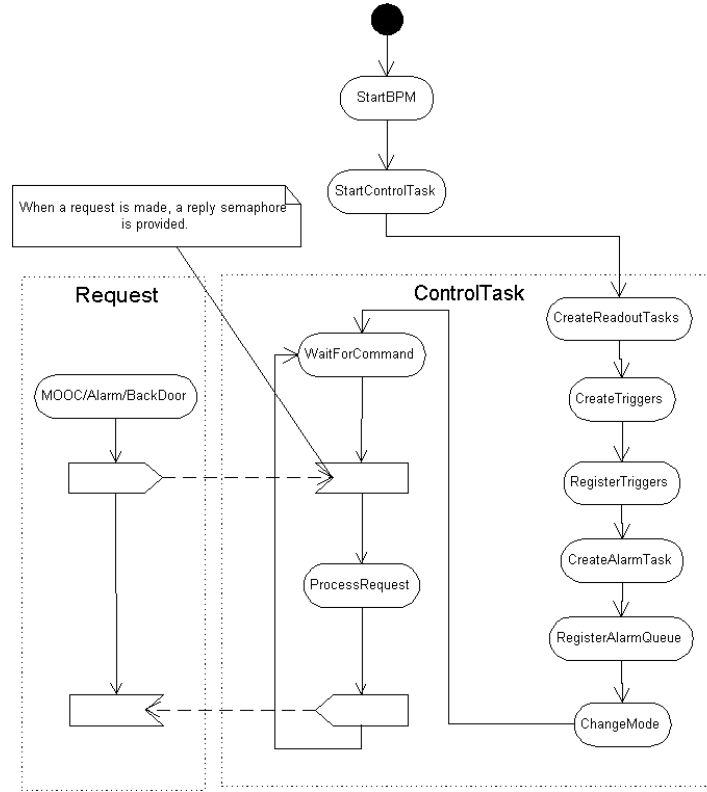 StartBPM
StartControlTask
When a request is made, a reply semaphore
is provided.
Request
ControlTask
CreateReadoutTasks
WaitForCommand
MOOC/Alarm/BackDoor
CreateTriggers
RegisterTriggers
CreateAlarmTask
ProcessRequest
RegisterAlarmQueue
ChangeMode